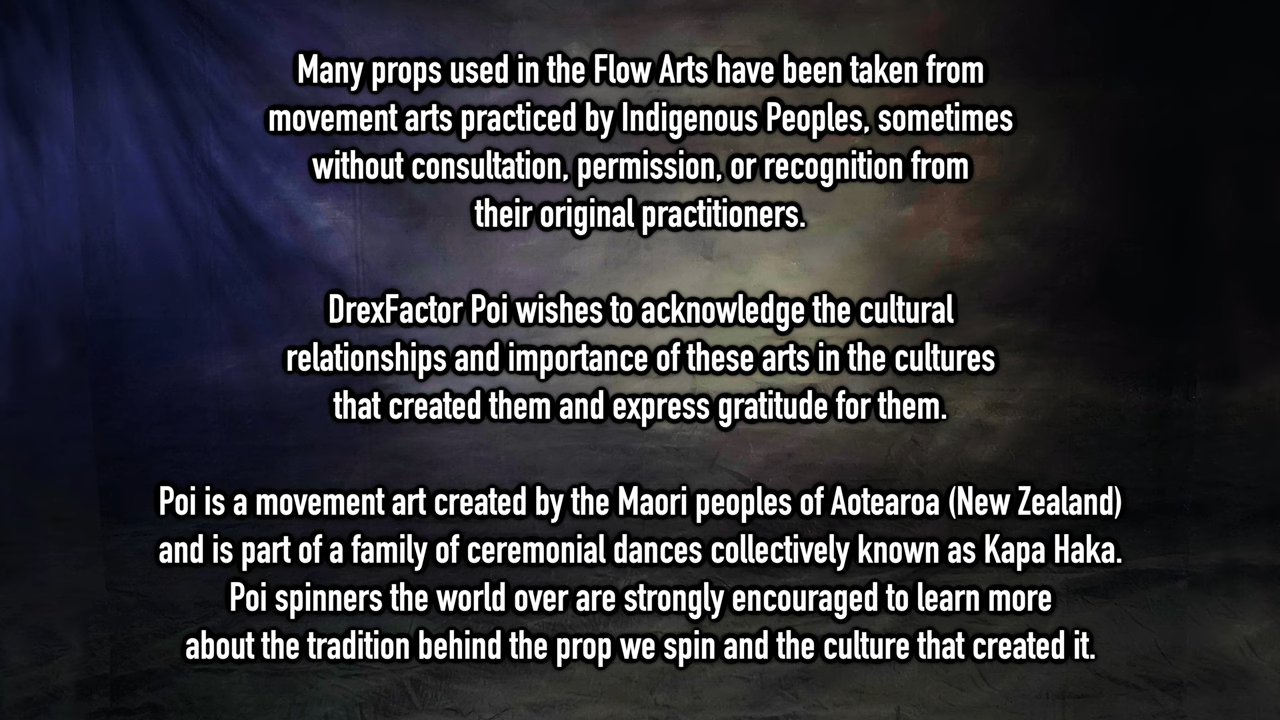 Many props used in the Flow Arts have been taken from
movement arts practiced by Indigenous Peoples, sometimes
without consultation, permission, or recognition from
their original practitioners.
DrexFactor Poi wishes to acknowledge the cultural
relationships and importance of these arts in the cultures
that created them and express gratitude for them.
Poi is a movement art created by the Maori peoples of Aotearoa (New Zealand)
and is part of a family of ceremonial dances collectively known as Kapa Haka.
Poi spinners the world over are strongly encouraged to learn more
about the tradition behind the prop we spin and the culture that created it.